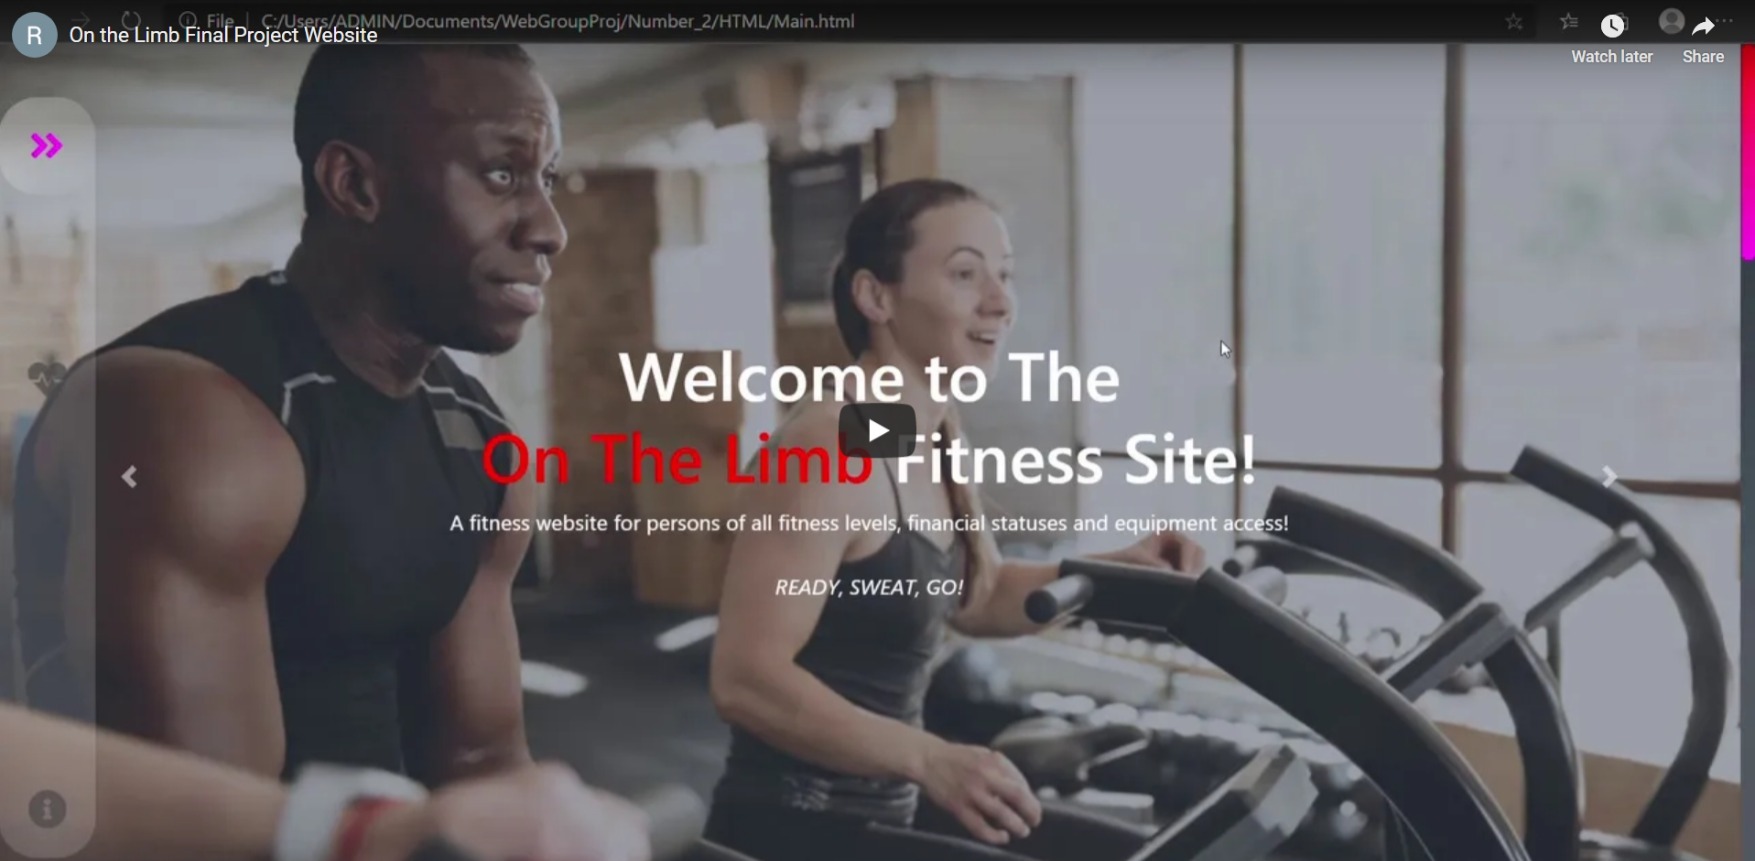 File | C:/Users/ADMIN/Documents/WebGroupProj/Number_2/HTML/Main.html
R On the Limb Final Project Website
Watch later Share
Welcome to The
On The Limb Fitness Site!
A fitness website for persons of all fitness levels, financial statuses and equipment access!
READY, SWEAT, GO!